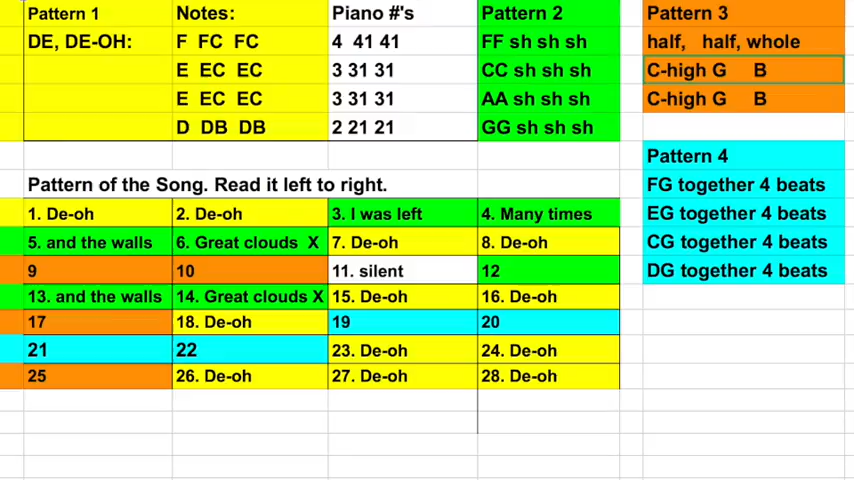 Pattern 1 Notes: Piano #'s Pattern 2 Pattern 3
DE, DE-OH: F FC FC 4 41 41 FF sh sh sh half, half, whole
E EC EC 3 31 31 CC sh sh sh C-high G B
E EC EC 3 31 31 AA sh sh sh C-high G B
D DB DB 2 21 21 GG sh sh sh
Pattern 4
Pattern of the Song. Read it left to right. FG together 4 beats
1. De-oh 2. De-oh 3. I was left 4. Many times EG together 4 beats
5. and the walls 6. Great clouds X 7. De-oh 8. De-oh CG together 4 beats
9 10 11. silent 12 DG together 4 beats
13. and the walls 14. Great clouds X 15. De-oh 16. De-oh
17 18. De-oh 19 20
21 22 23. De-oh 24. De-oh
25 26. De-oh 27. De-oh 28. De-oh